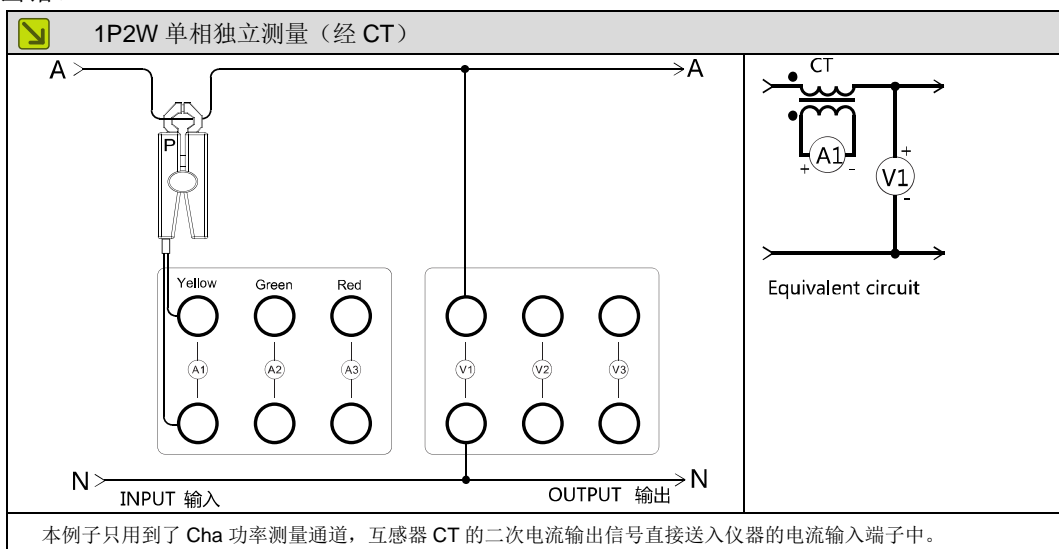 1P2W 单相独立测量（经 CT）
A
A
P
Yellow
Green
Red
A1
A2
A3
V1
V2
V3
N
N
INPUT 输入
OUTPUT 输出
CT
A1
+
-
+
V1
-
Equivalent circuit
本例子只用到了 Cha 功率测量通道，互感器 CT 的二次电流输出信号直接送入仪器的电流输入端子中。